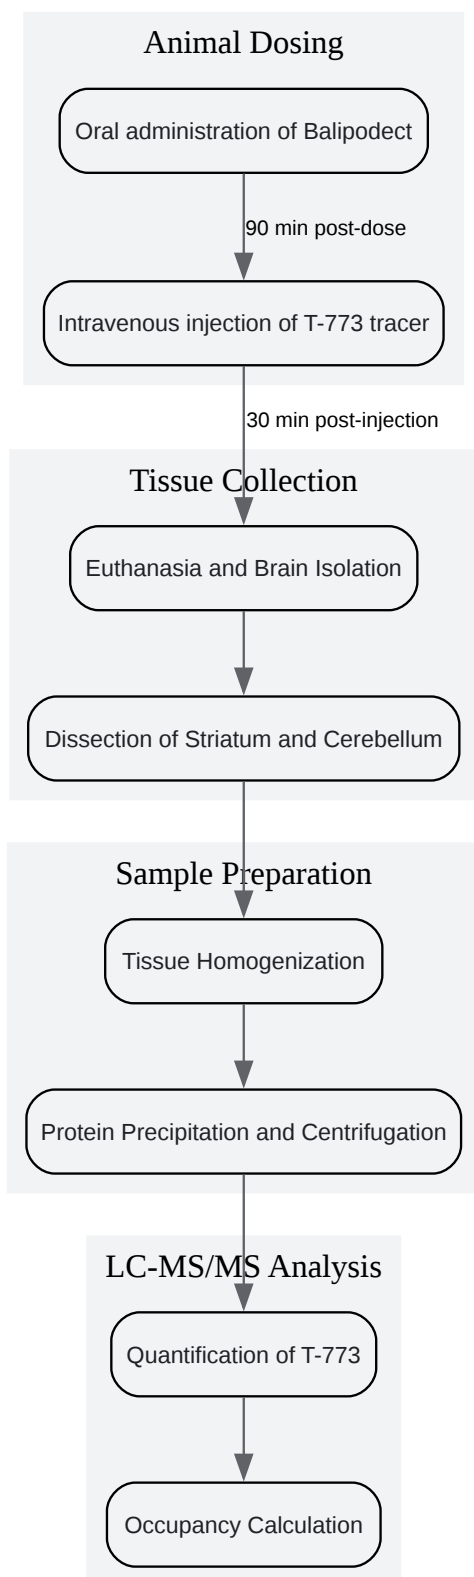 Animal Dosing
Oral administration of Balipodect
90 min post-dose
Intravenous injection of T-773 tracer
30 min post-injection
Tissue Collection
Euthanasia and Brain Isolation
Dissection of Striatum and Cerebellum
Sample Preparation
Tissue Homogenization
Protein Precipitation and Centrifugation
LC-MS/MS Analysis
Quantification of T-773
Occupancy Calculation